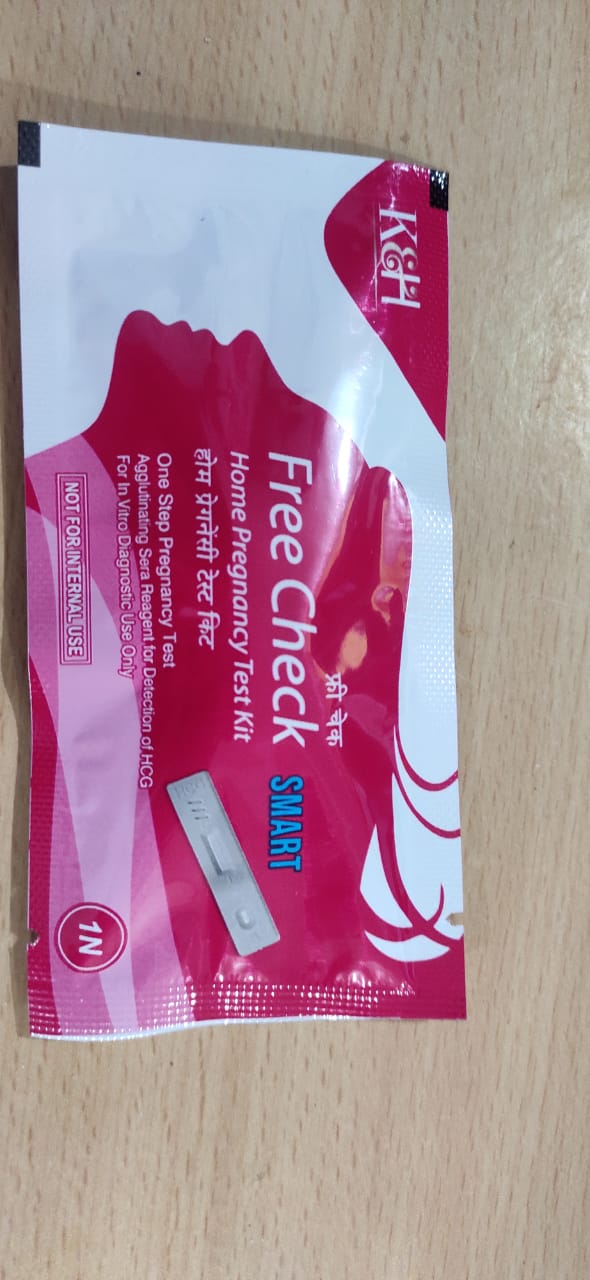 K&H
फ्री चेक
Free Check SMART
Home Pregnancy Test Kit
होम प्रेगनेंसी टेस्ट किट
One Step Pregnancy Test
Agglutinating Sera Reagent for Detection of HCG
For In Vitro Diagnostic Use Only
NOT FOR INTERNAL USE
1N